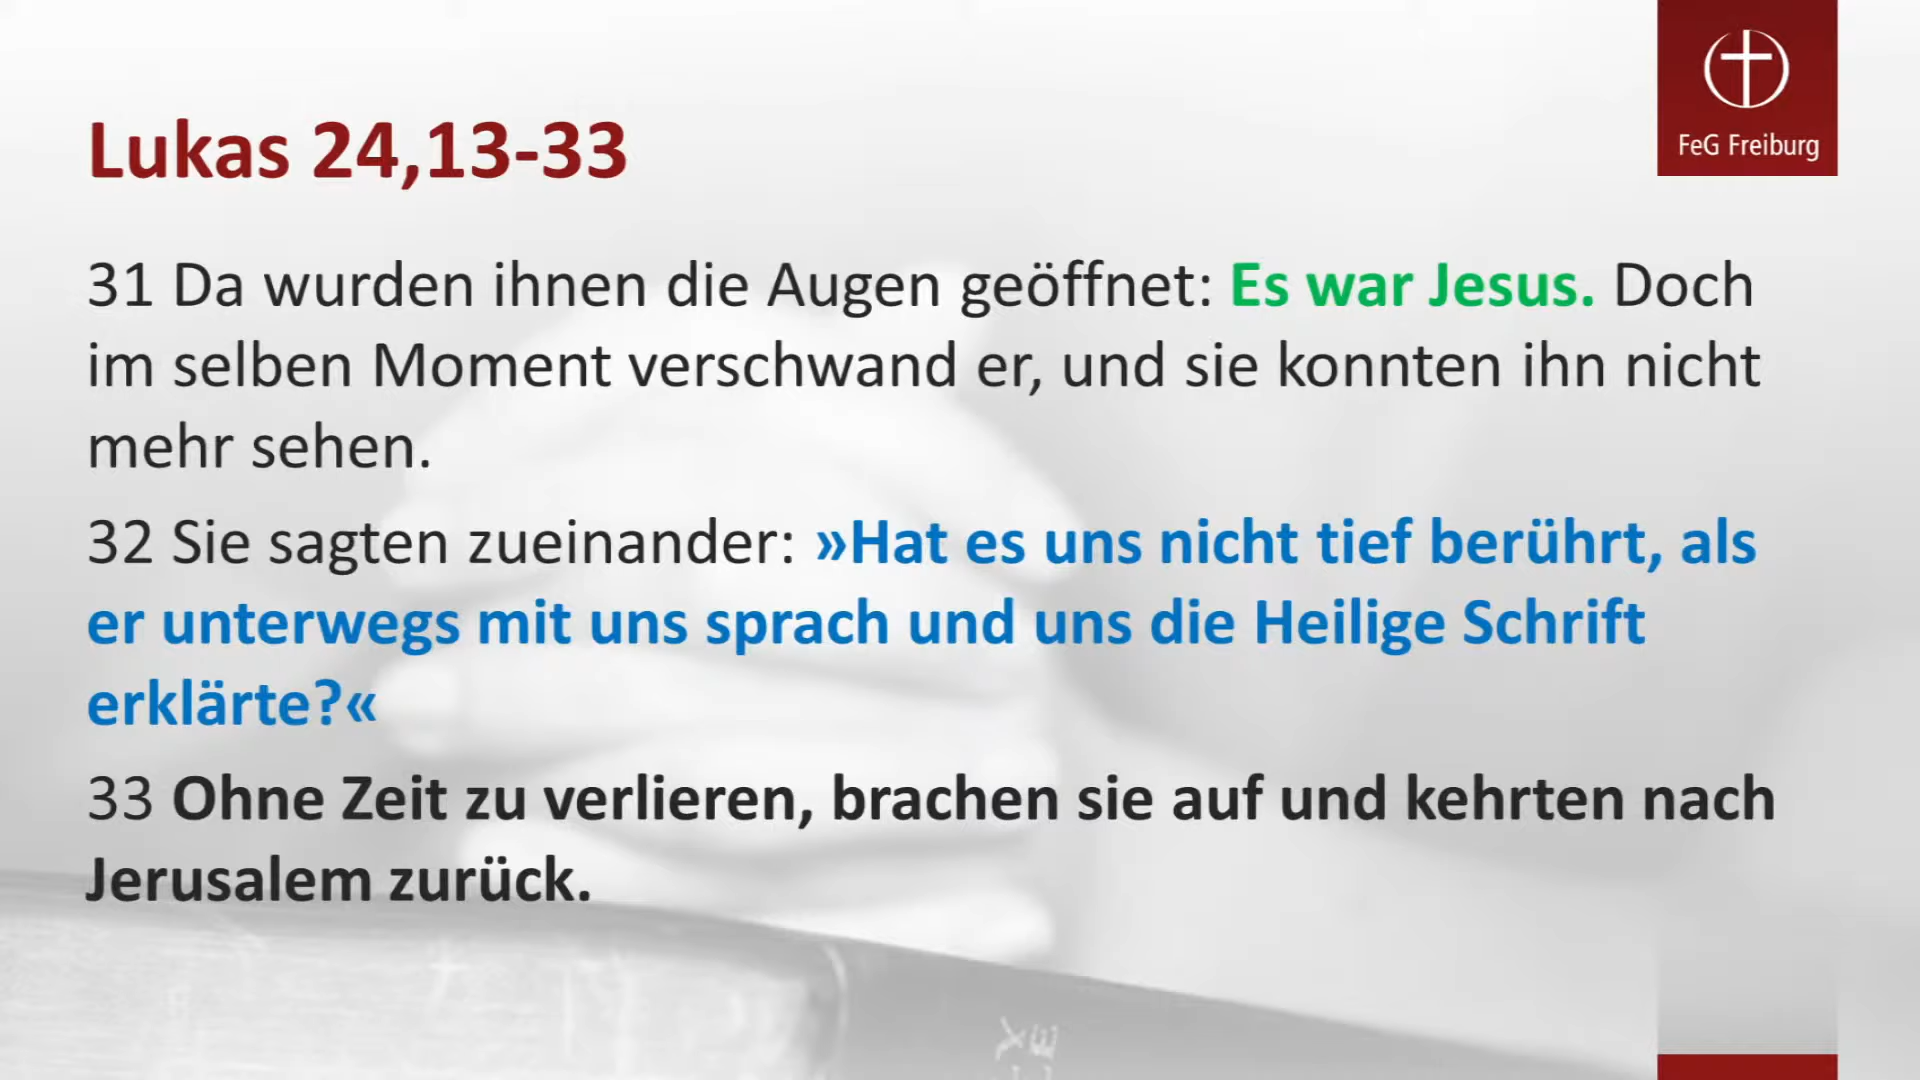 FeG Freiburg
Lukas 24,13-33
31 Da wurden ihnen die Augen geöffnet: Es war Jesus. Doch
im selben Moment verschwand er, und sie konnten ihn nicht
mehr sehen.
32 Sie sagten zueinander: »Hat es uns nicht tief berührt, als
er unterwegs mit uns sprach und uns die Heilige Schrift
erklärte?«
33 Ohne Zeit zu verlieren, brachen sie auf und kehrten nach
Jerusalem zurück.